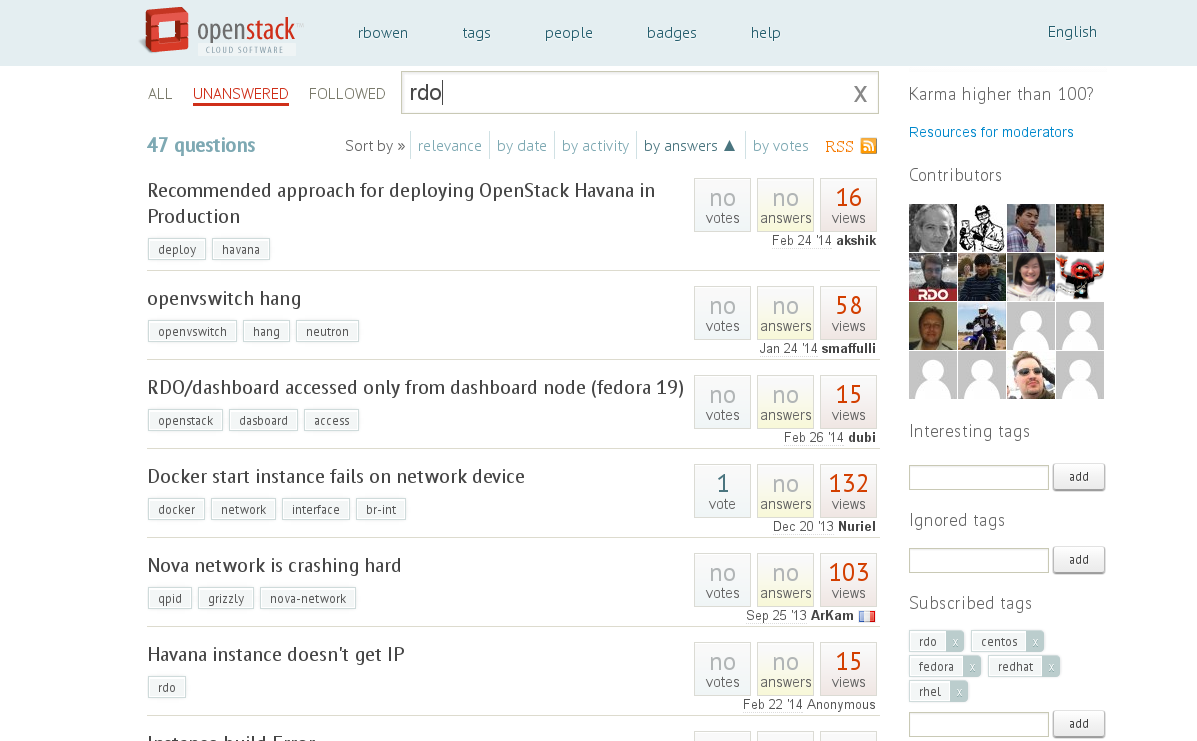 openstack™
CLOUD SOFTWARE
rbowen tags people badges help English
ALL UNANSWERED FOLLOWED rdo x
47 questions Sort by » relevance by date by activity by answers ▲ by votes RSS
Recommended approach for deploying OpenStack Havana in
Production
no votes no answers 16 views
deploy havana
Feb 24 '14 akshik
openvswitch hang
no votes no answers 58 views
openvswitch hang neutron
Jan 24 '14 smaffulli
RDO/dashboard accessed only from dashboard node (fedora 19)
no votes no answers 15 views
openstack dasboard access
Feb 26 '14 dubi
Docker start instance fails on network device
1 vote no answers 132 views
docker network interface br-int
Dec 20 '13 Nuriel
Nova network is crashing hard
no votes no answers 103 views
qpid grizzly nova-network
Sep 25 '13 ArKam
Havana instance doesn't get IP
no votes no answers 15 views
rdo
Feb 22 '14 Anonymous
Instance build Error
Karma higher than 100?
Resources for moderators
Contributors
RDO
Interesting tags
add
Ignored tags
add
Subscribed tags
rdo x centos x
fedora x redhat x
rhel x
add